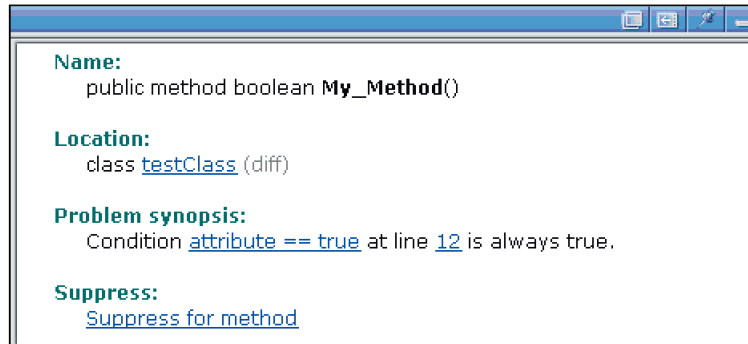 Name:
public method boolean My_Method()
Location:
class testClass (diff)
Problem synopsis:
Condition attribute == true at line 12 is always true.
Suppress:
Suppress for method